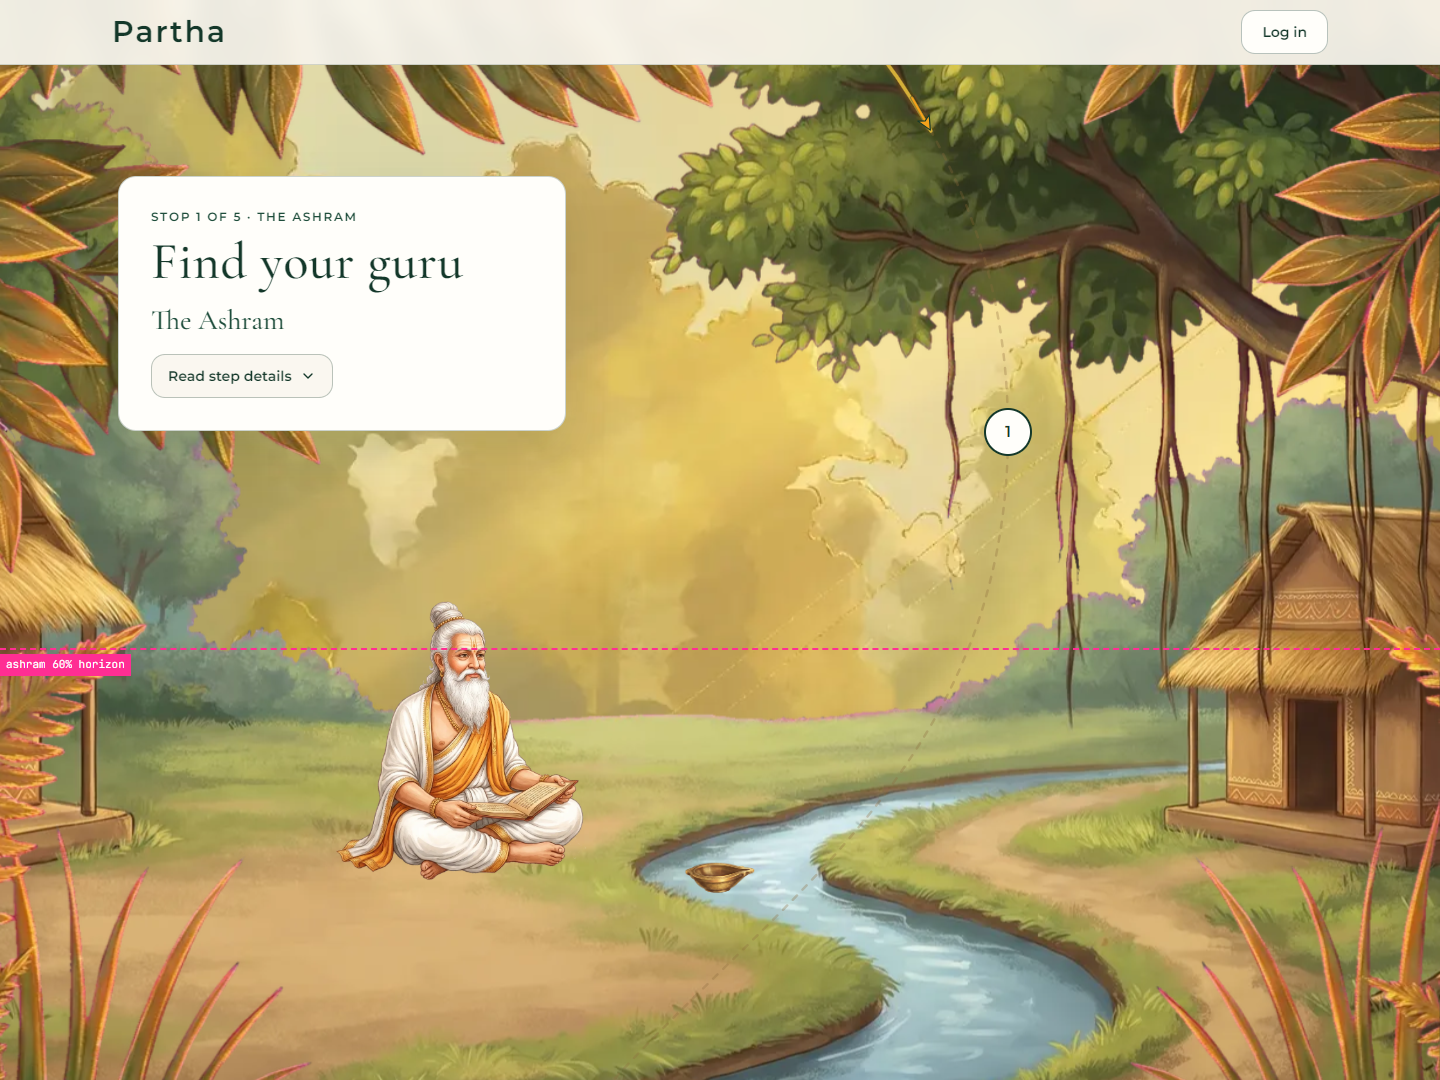 Partha
Log in
STOP 1 OF 5 · THE ASHRAM
Find your guru
The Ashram
Read step details
1
ashram 60% horizon